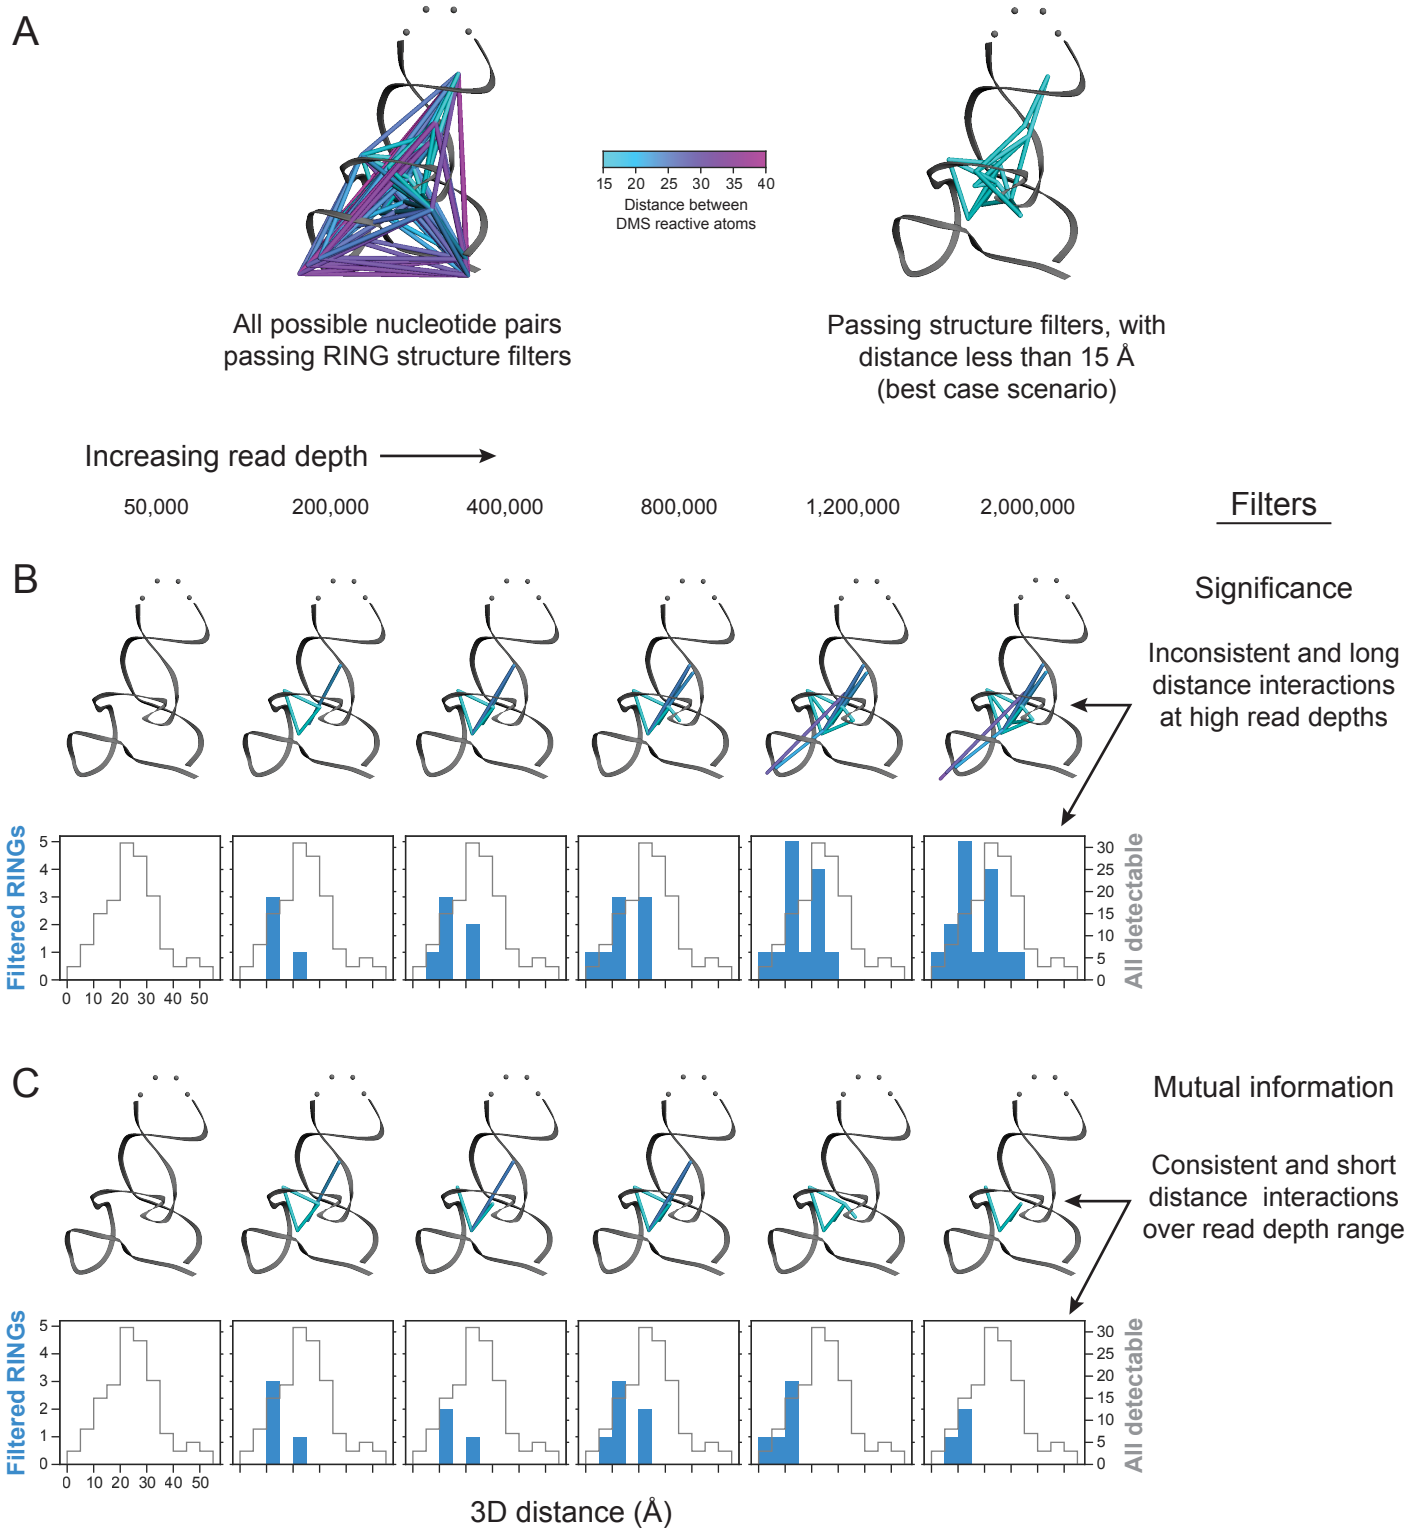 A
15 20 25 30 35 40
Distance between
DMS reactive atoms
All possible nucleotide pairs
passing RING structure filters
Passing structure filters, with
distance less than 15 Å
(best case scenario)
Increasing read depth
50,000 200,000 400,000 800,000 1,200,000 2,000,000 Filters
B
Significance
Inconsistent and long
distance interactions
at high read depths
Filtered RINGs
5
4
3
2
1
0
0 10 20 30 40 50
30
25
20
15
10
5
0
All detectable
C
Mutual information
Consistent and short
distance interactions
over read depth range
Filtered RINGs
5
4
3
2
1
0
0 10 20 30 40 50
30
25
20
15
10
5
0
All detectable
3D distance (Å)